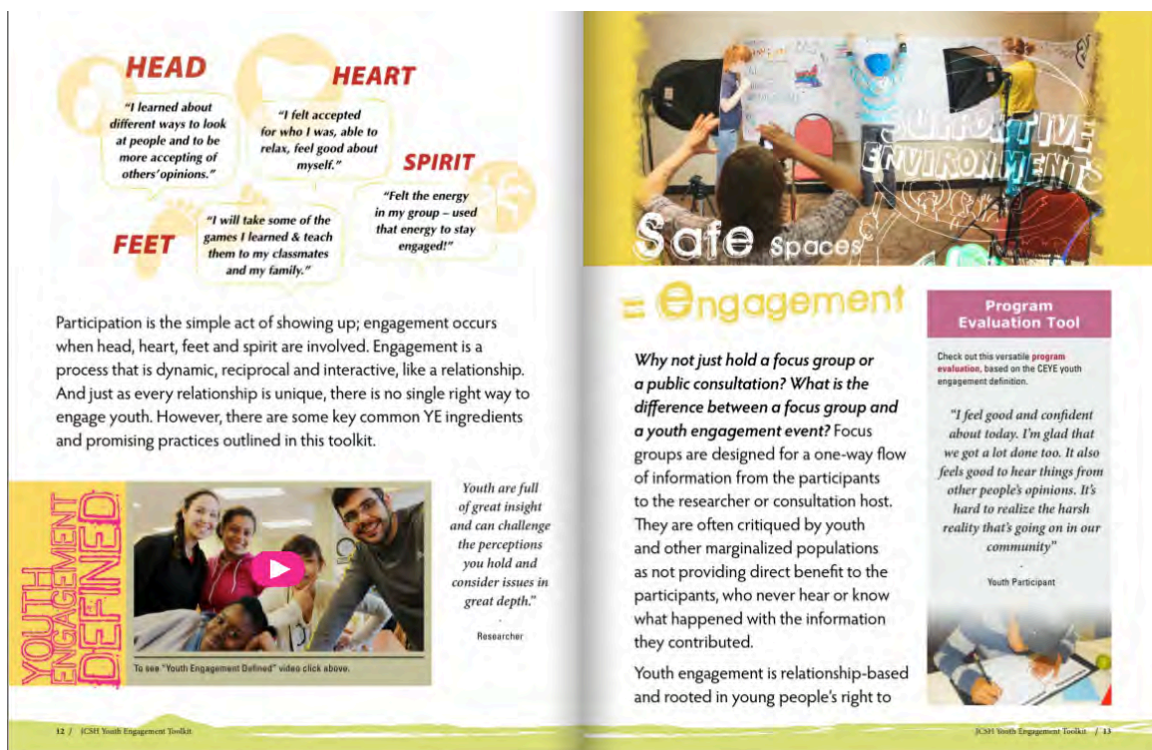 HEAD
"I learned about
different ways to look
at people and to be
more accepting of
others' opinions."
HEART
"I felt accepted
for who I was, able to
relax, feel good about
myself."
SPIRIT
"Felt the energy
in my group – used
that energy to stay
engaged!"
FEET
"I will take some of the
games I learned & teach
them to my classmates
and my family."
Participation is the simple act of showing up; engagement occurs
when head, heart, feet and spirit are involved. Engagement is a
process that is dynamic, reciprocal and interactive, like a relationship.
And just as every relationship is unique, there is no single right way to
engage youth. However, there are some key common YE ingredients
and promising practices outlined in this toolkit.
YOUTH
ENGAGEMENT
DEFINED
To see "Youth Engagement Defined" video click above.
Youth are full
of great insight
and can challenge
the perceptions
you hold and
consider issues in
great depth."
-
Researcher
12 / JCSH Youth Engagement Toolkit
SUPPORTIVE
ENVIRONMENTS
Safe Spaces
= Engagement
Why not just hold a focus group or
a public consultation? What is the
difference between a focus group and
a youth engagement event? Focus
groups are designed for a one-way flow
of information from the participants
to the researcher or consultation host.
They are often critiqued by youth
and other marginalized populations
as not providing direct benefit to the
participants, who never hear or know
what happened with the information
they contributed.
Youth engagement is relationship-based
and rooted in young people's right to
Program
Evaluation Tool
Check out this versatile program
evaluation, based on the CEYE youth
engagement definition.
"I feel good and confident
about today. I'm glad that
we got a lot done too. It also
feels good to hear things from
other people's opinions. It's
hard to realize the harsh
reality that's going on in our
community"
-
Youth Participant
JCSH Youth Engagement Toolkit / 13